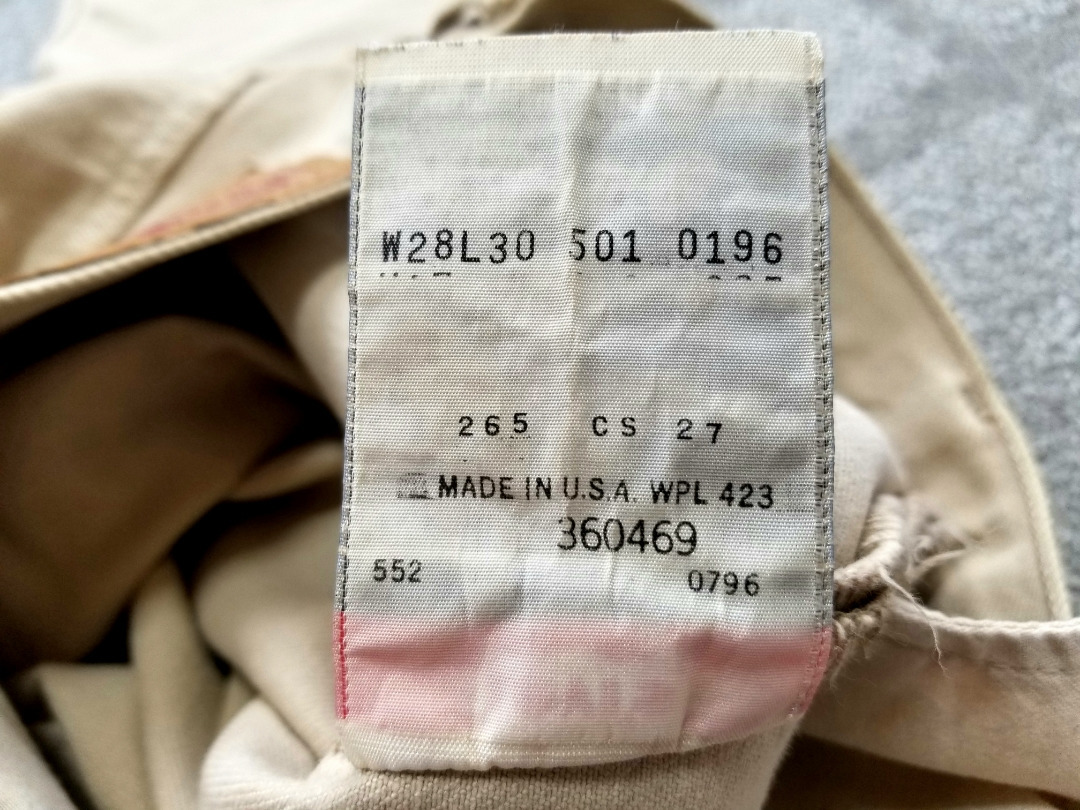 W28L30 501 0196
265 CS 27
MADE IN U.S.A. WPL 423
360469
552 0796